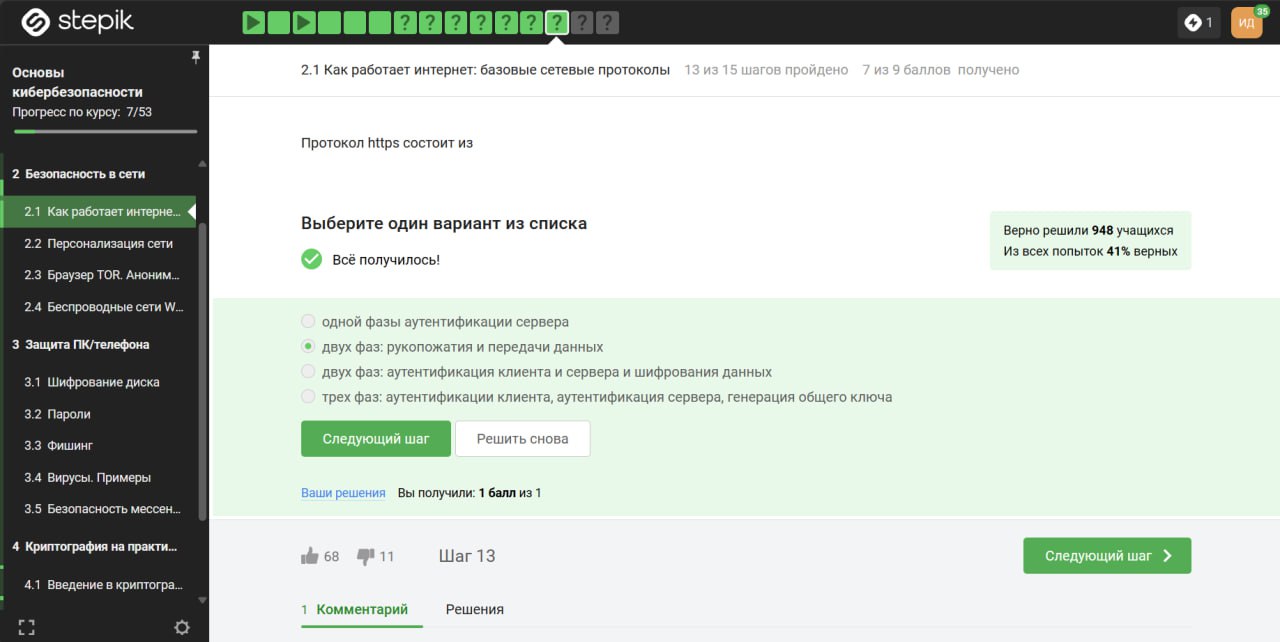 stepik
? ? ? ? ? ? ? ? ?
1
ИД
35
Основы
кибербезопасности
Прогресс по курсу: 7/53
2 Безопасность в сети
2.1 Как работает интерне...
2.2 Персонализация сети
2.3 Браузер TOR. Аноним...
2.4 Беспроводные сети W...
3 Защита ПК/телефона
3.1 Шифрование диска
3.2 Пароли
3.3 Фишинг
3.4 Вирусы. Примеры
3.5 Безопасность мессен...
4 Криптография на практи...
4.1 Введение в криптогра...
2.1 Как работает интернет: базовые сетевые протоколы 13 из 15 шагов пройдено 7 из 9 баллов получено
Протокол https состоит из
Выберите один вариант из списка
Всё получилось!
Верно решили 948 учащихся
Из всех попыток 41% верных
одной фазы аутентификации сервера
двух фаз: рукопожатия и передачи данных
двух фаз: аутентификация клиента и сервера и шифрования данных
трех фаз: аутентификации клиента, аутентификация сервера, генерация общего ключа
Следующий шаг
Решить снова
Ваши решения Вы получили: 1 балл из 1
68 11 Шаг 13
Следующий шаг
1 Комментарий Решения